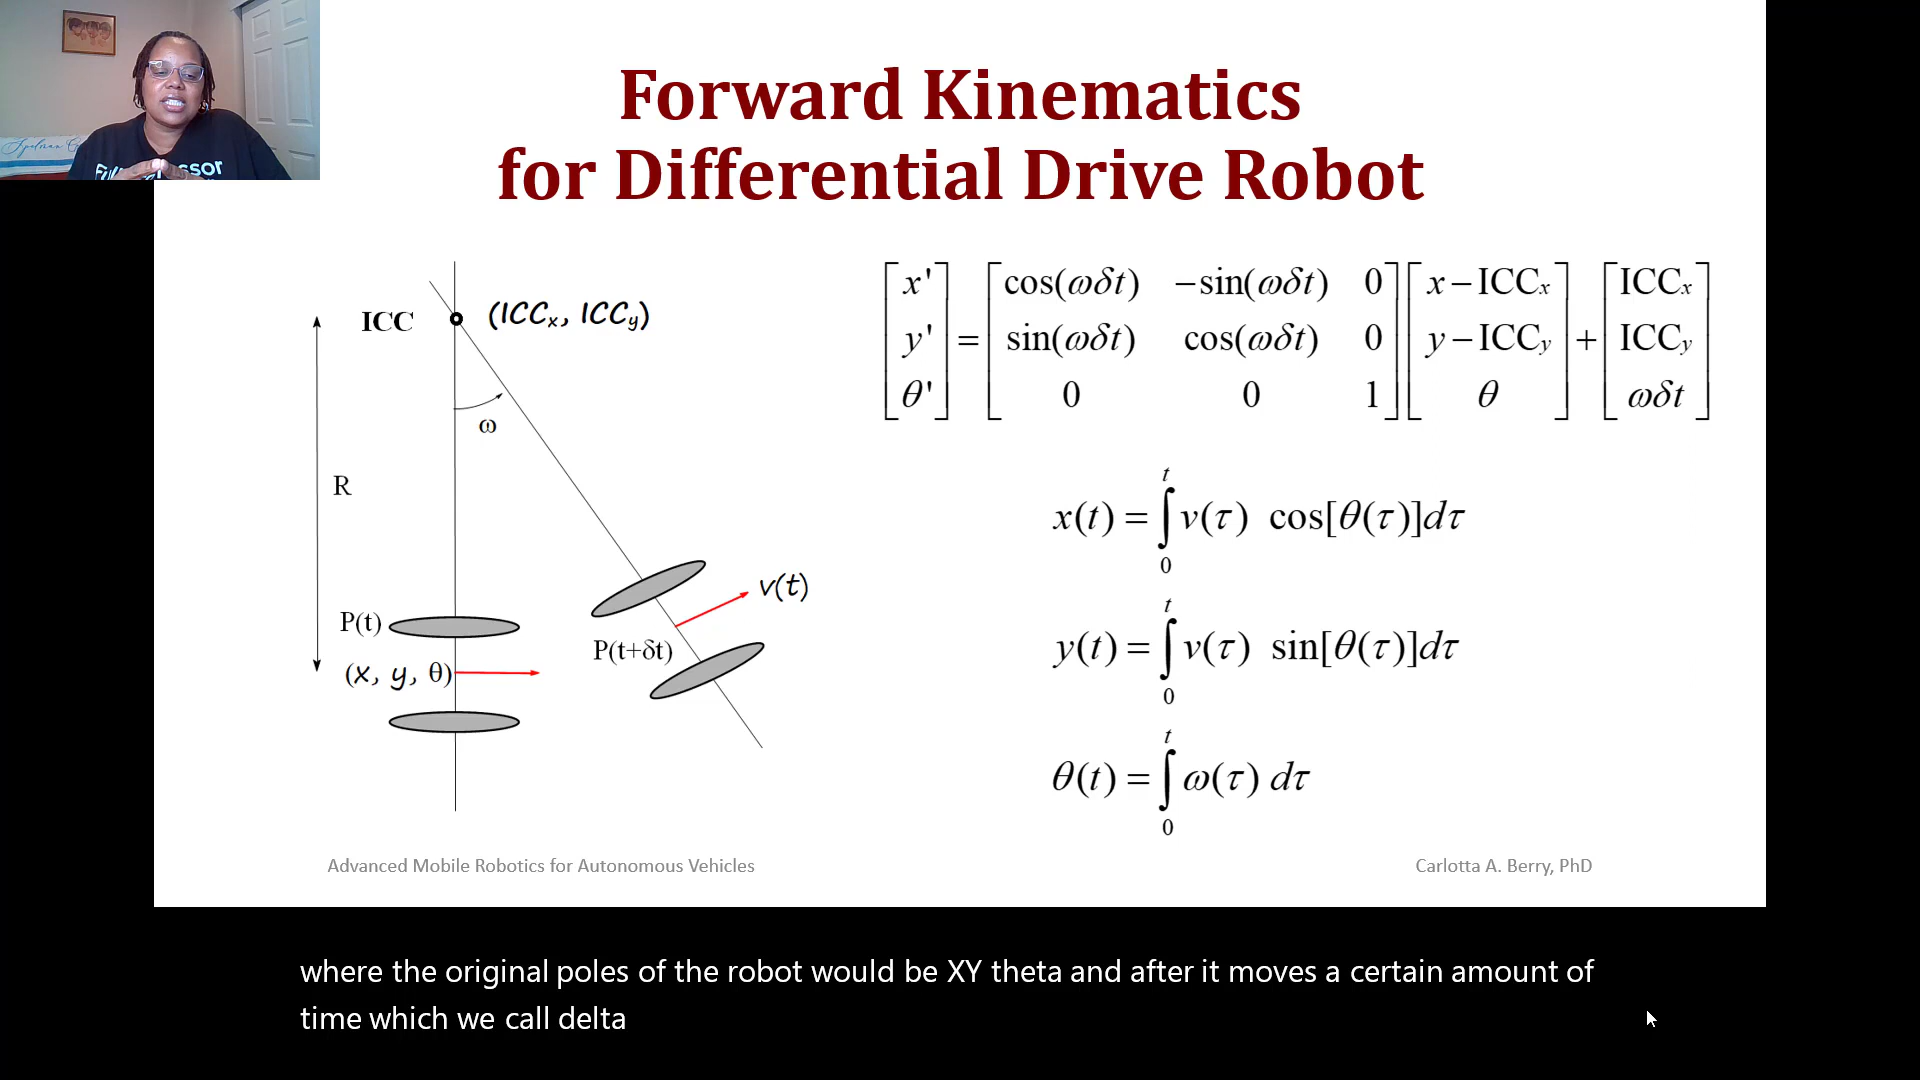 Forward Kinematics
for Differential Drive Robot
ICC
(ICCx, ICCy)
ω
R
P(t)
(x, y, θ)
P(t+δt)
v(t)
[x' y' θ'] = [cos(ωδt) −sin(ωδt) 0; sin(ωδt) cos(ωδt) 0; 0 0 1] [x − ICCx; y − ICCy; θ] + [ICCx; ICCy; ωδt]
x(t) = ∫₀ᵗ v(τ) cos[θ(τ)]dτ
y(t) = ∫₀ᵗ v(τ) sin[θ(τ)]dτ
θ(t) = ∫₀ᵗ ω(τ) dτ
Advanced Mobile Robotics for Autonomous Vehicles
Carlotta A. Berry, PhD
where the original poles of the robot would be XY theta and after it moves a certain amount of
time which we call delta